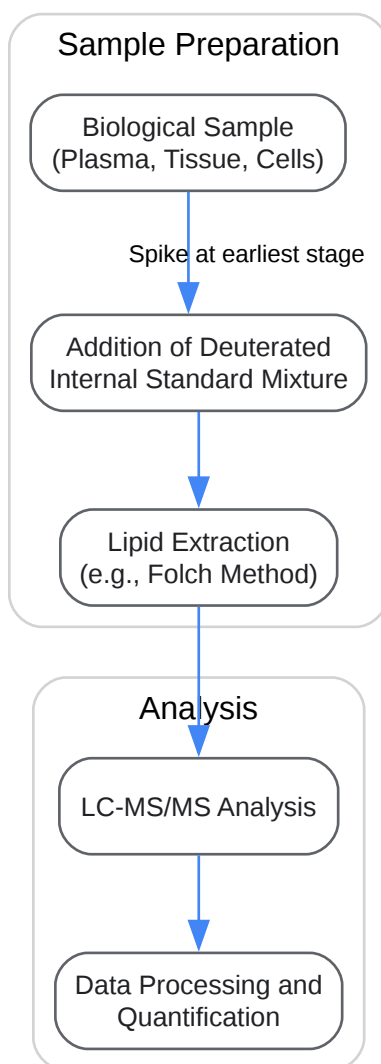 Sample Preparation
Biological Sample
(Plasma, Tissue, Cells)
Spike at earliest stage
Addition of Deuterated
Internal Standard Mixture
Lipid Extraction
(e.g., Folch Method)
Analysis
LC-MS/MS Analysis
Data Processing and
Quantification